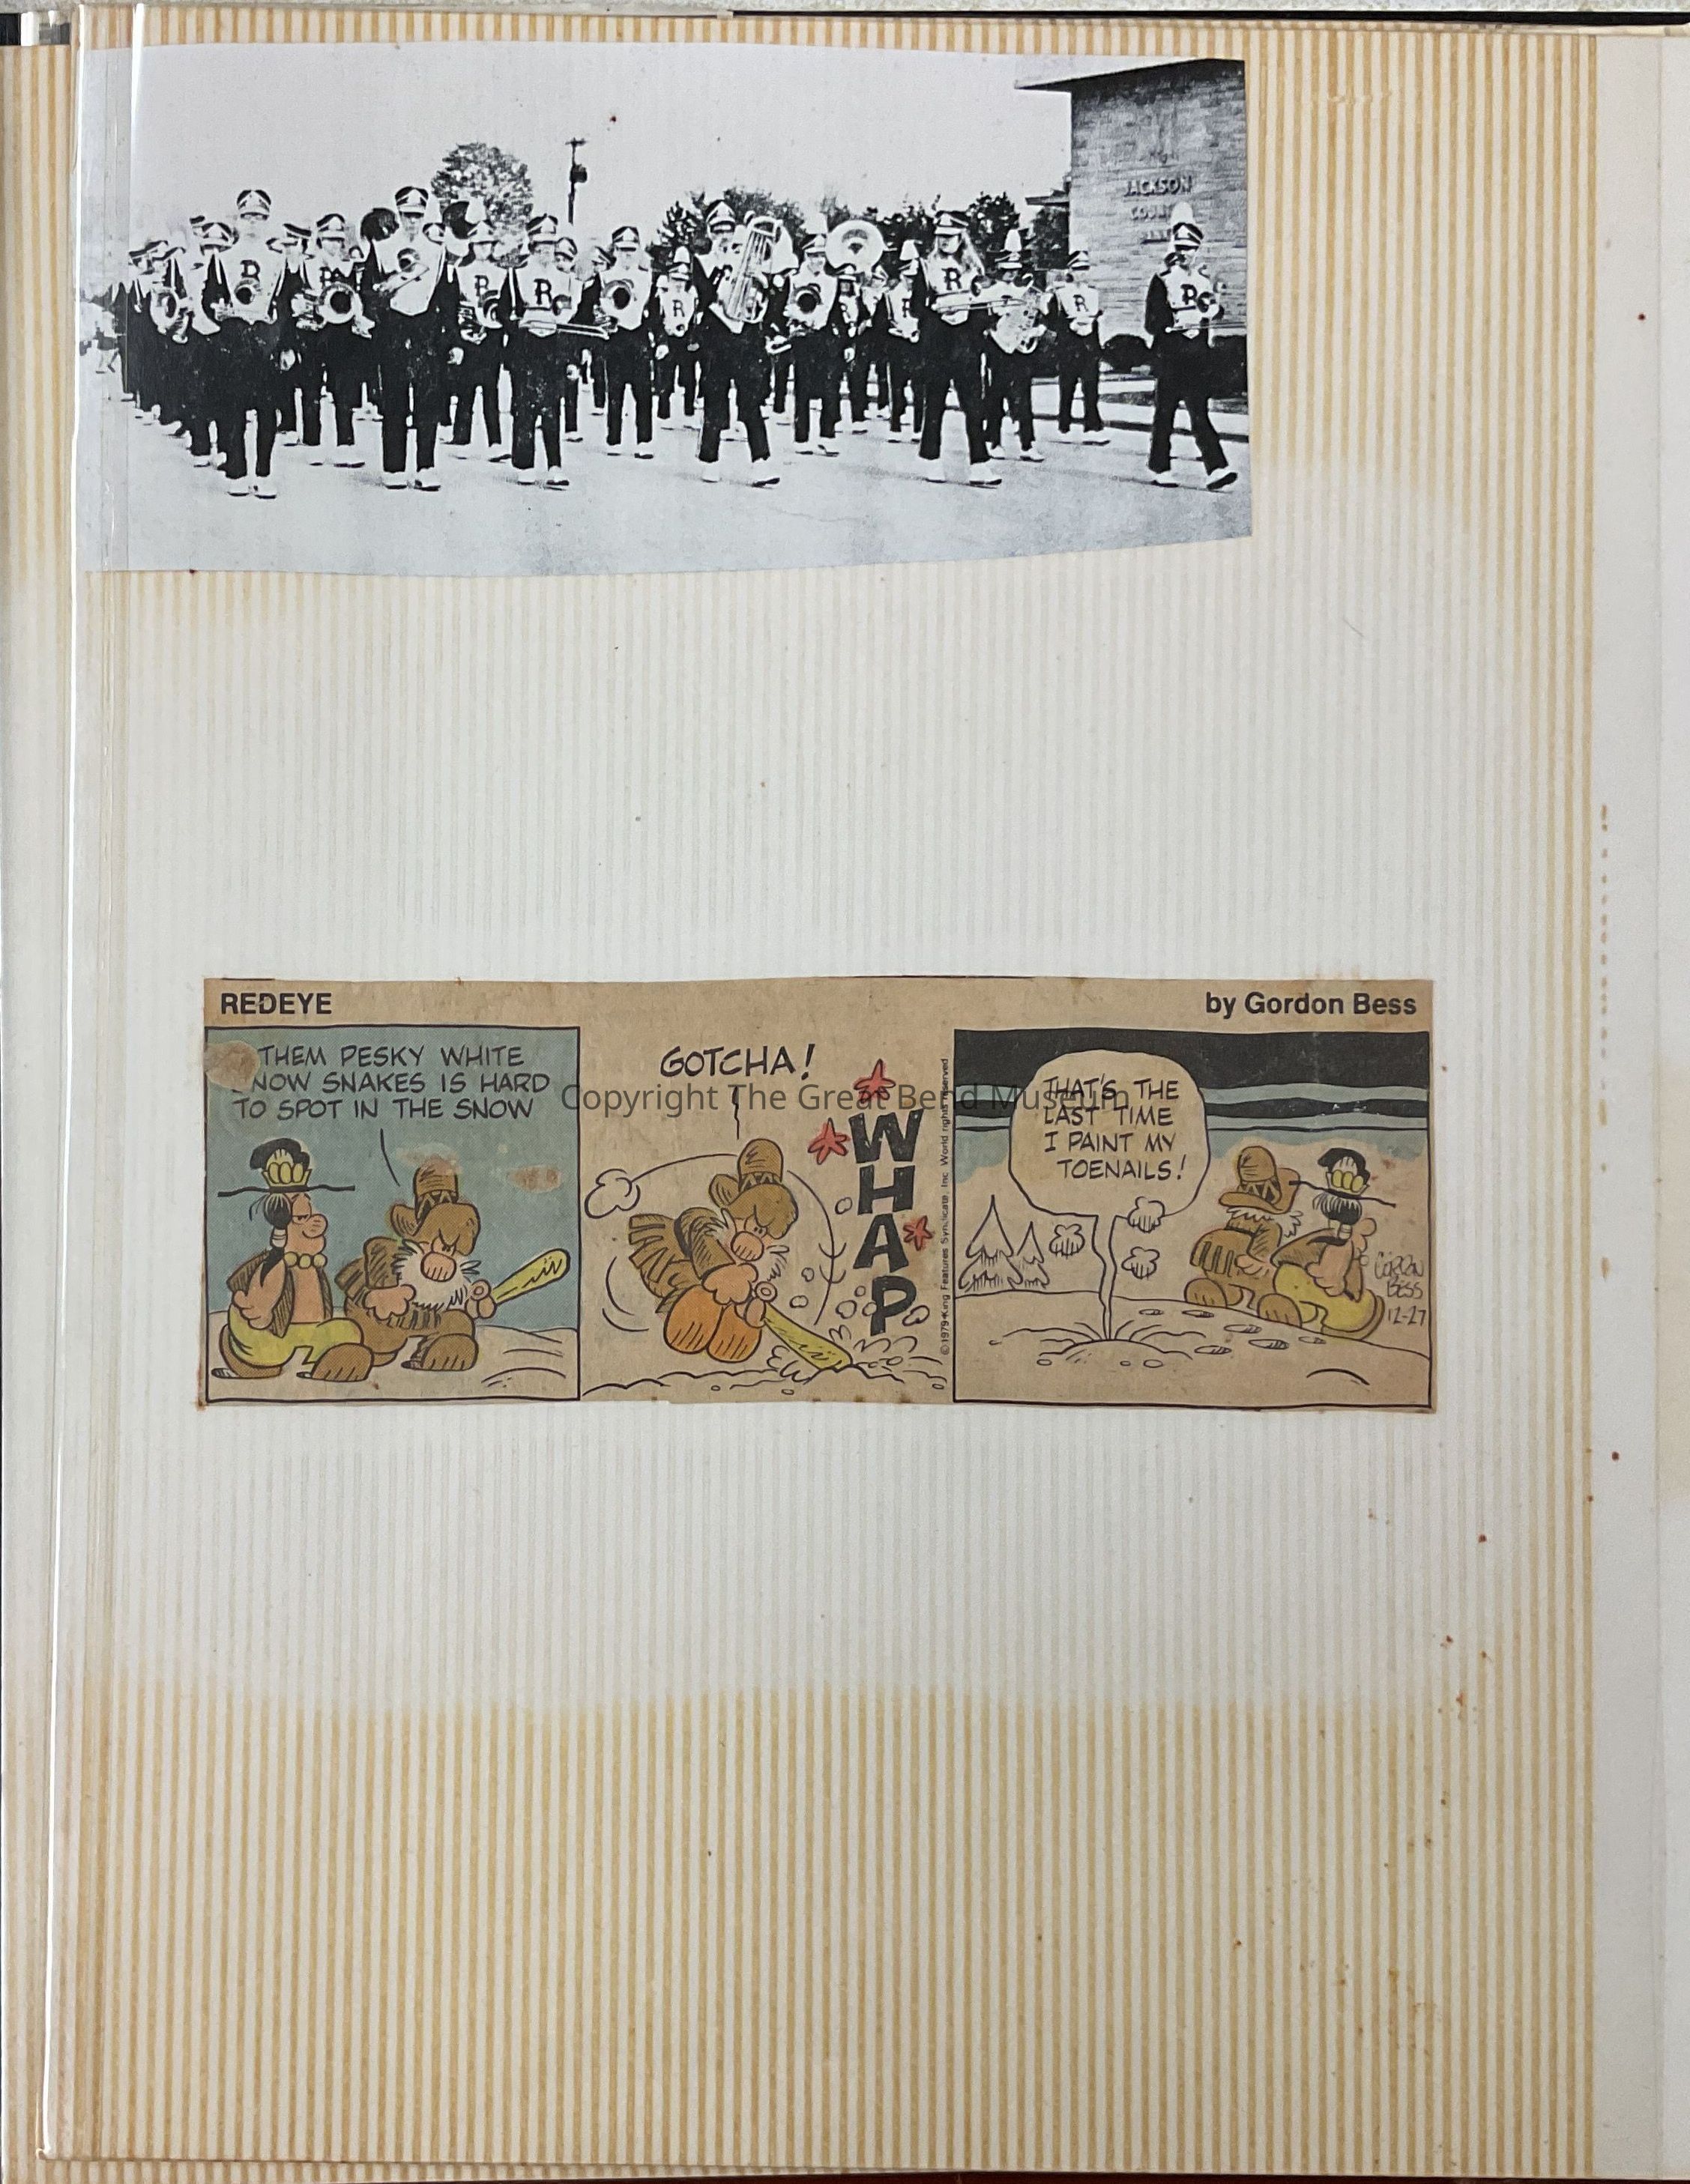 JACKSON
R
R
R
R
R
R
REDEYE
by Gordon Bess
THEM PESKY WHITE
NOW SNAKES IS HARD
TO SPOT IN THE SNOW
GOTCHA!
WHAP
©1979 King Features Syndicate, Inc World rights reserved
THAT'S THE
LAST TIME
I PAINT MY
TOENAILS!
GORDON
BESS
12-27
Copyright The Great Bend Museum